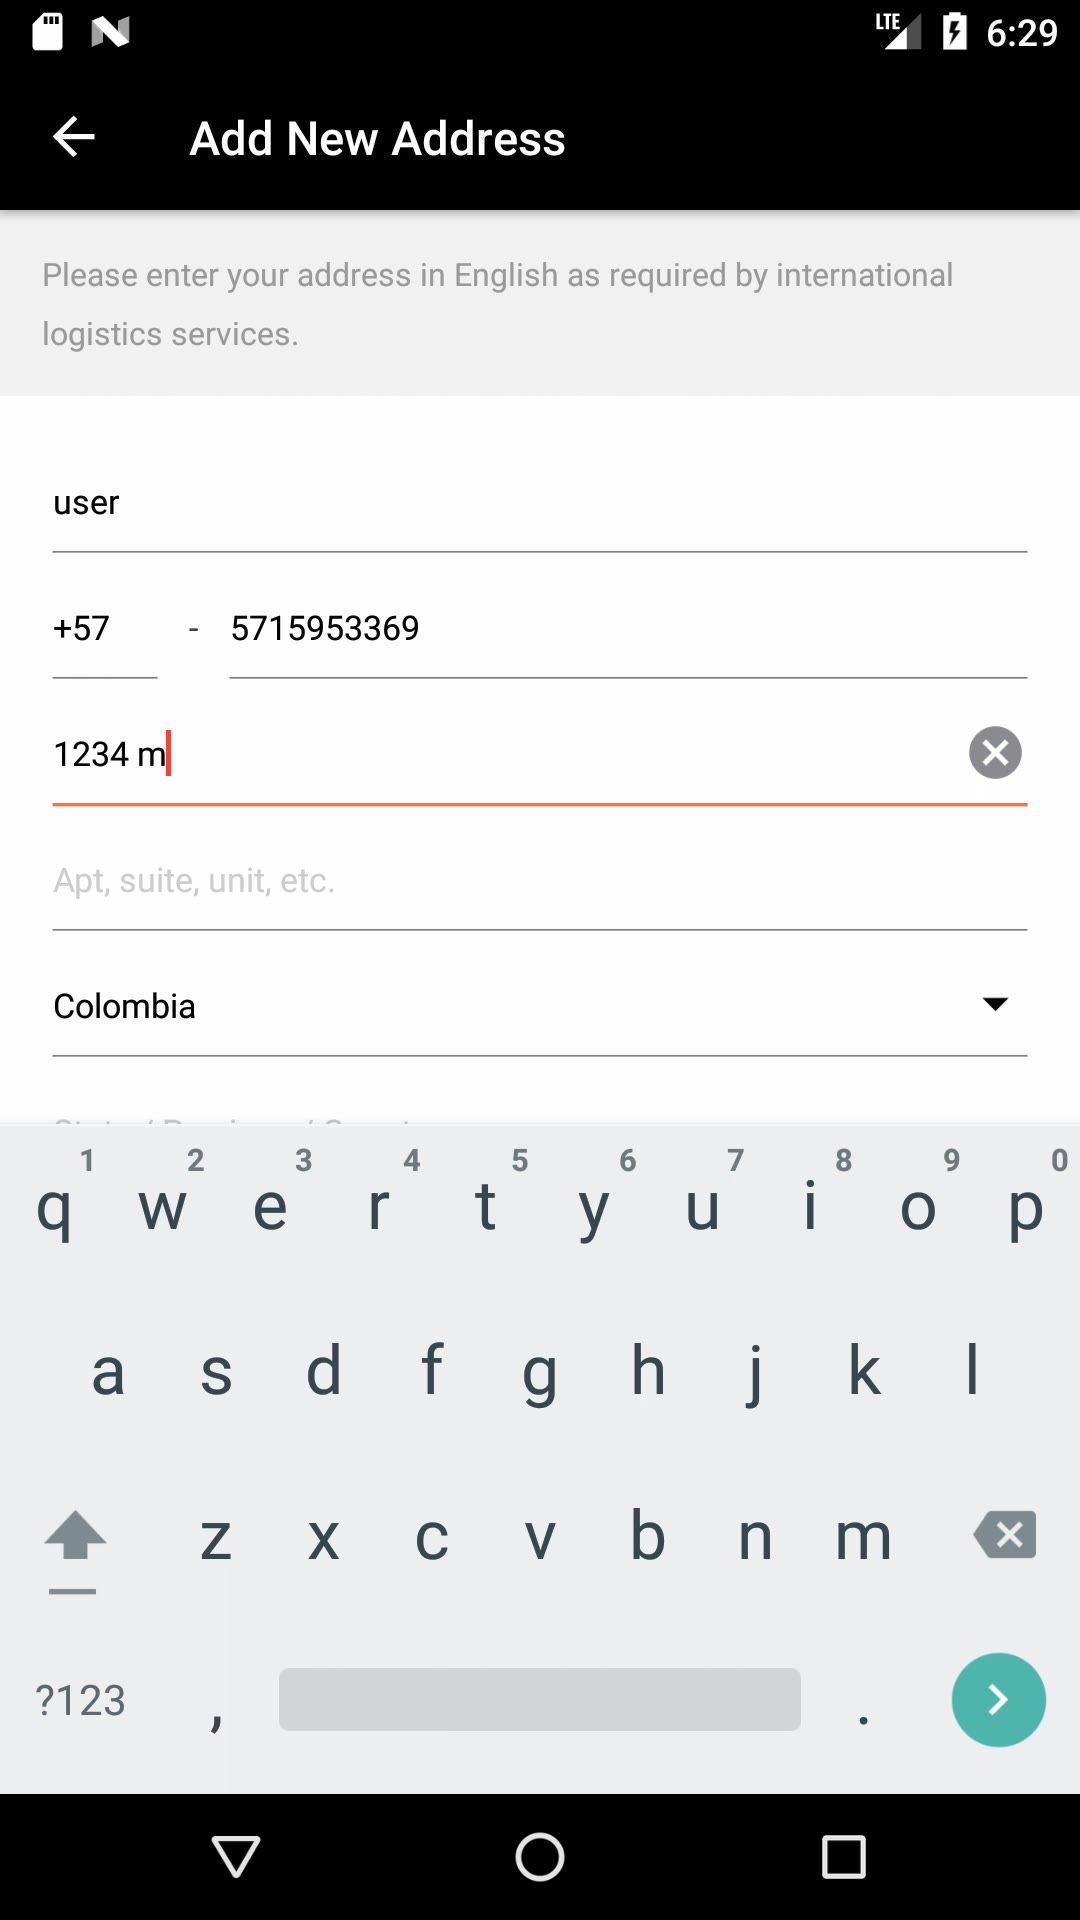 LTE 6:29
Add New Address
Please enter your address in English as required by international
logistics services.
user
+57 - 5715953369
1234 m
Apt, suite, unit, etc.
Colombia
1 2 3 4 5 6 7 8 9 0
q w e r t y u i o p
a s d f g h j k l
z x c v b n m
?123 , .